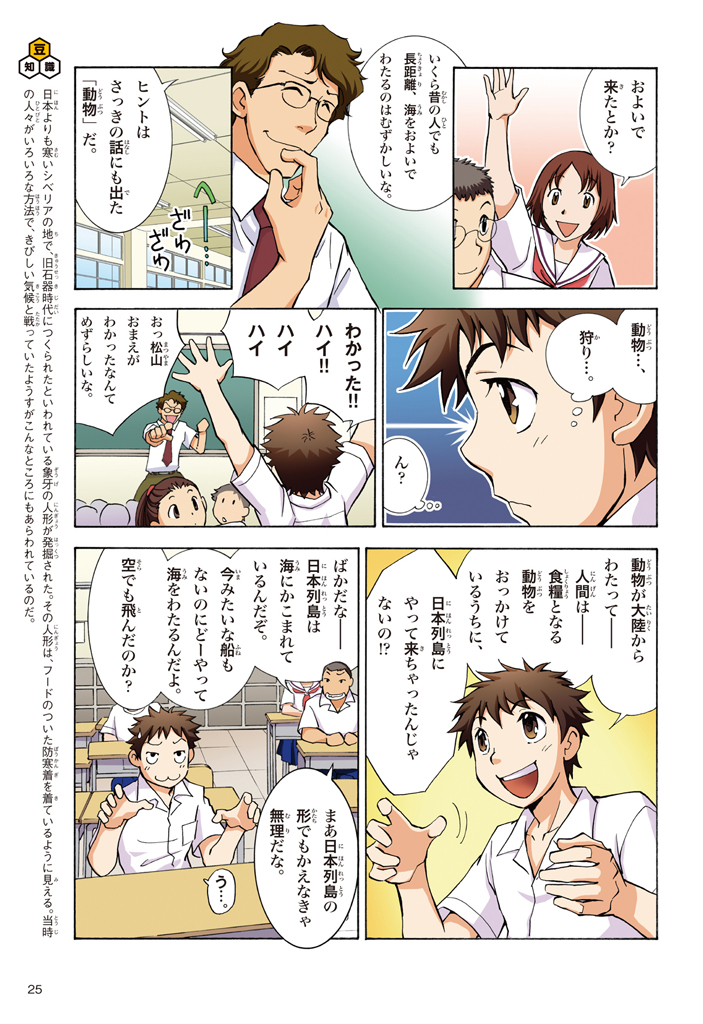 およいで
来たとか？
いくら昔の人でも
長距離、海をおよいで
わたるのはむずかしいな。
ヒントは
さっきの話にも出た
「動物」だ。
へー…
ざわ
ざわ
動物…、
狩り…。
ん？
わかった!!
ハイ!!
ハイ
ハイ
おっ松山
おまえが
わかったなんて
めずらしいな。
動物が大陸から
わたって――
人間は――
食糧となる
動物を
おっかけて
いるうちに、
日本列島に
やって来ちゃったんじゃ
ないの!?
ばかだな――
日本列島は
海にかこまれて
いるんだぞ。
今みたいな船も
ないのにどーやって
海をわたるんだよ。
空でも飛んだのか？
まあ日本列島の
形でもかえなきゃ
無理だな。
う…。
豆知識
日本よりも寒いシベリアの地で、旧石器時代につくられたといわれている象牙の人形が発掘された。その人形は、フードのついた防寒着を着ているように見える。当時
の人々がいろいろな方法で、きびしい気候と戦っていたようすがこんなところにもあらわれているのだ。
25